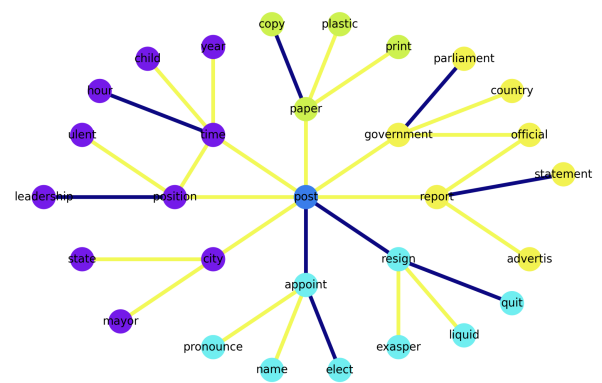 copy
plastic
year
print
child
parliament
hour
country
paper
ulent
time
government
official
statement
leadership
position
post
report
state
city
resign
advertis
appoint
quit
mayor
liquid
pronounce
exasper
name
elect